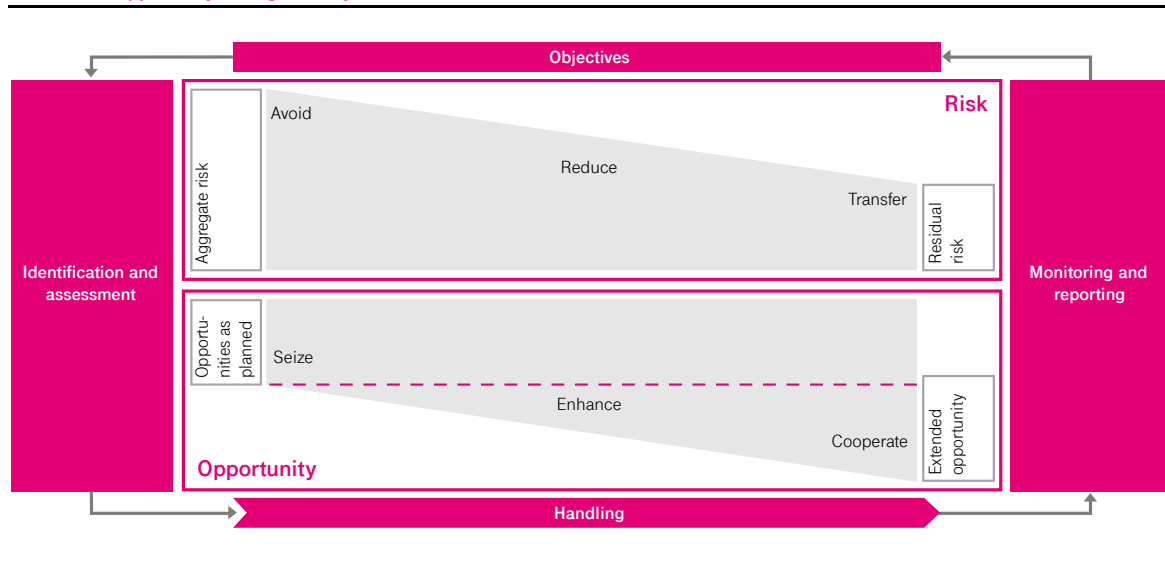 Objectives
Risk
Avoid
Reduce
Transfer
Aggregate risk
Residual
risk
Identification and
assessment
Monitoring and
reporting
Opportu-
nities as
planned
Seize
Enhance
Cooperate
Extended
opportunity
Opportunity
Handling